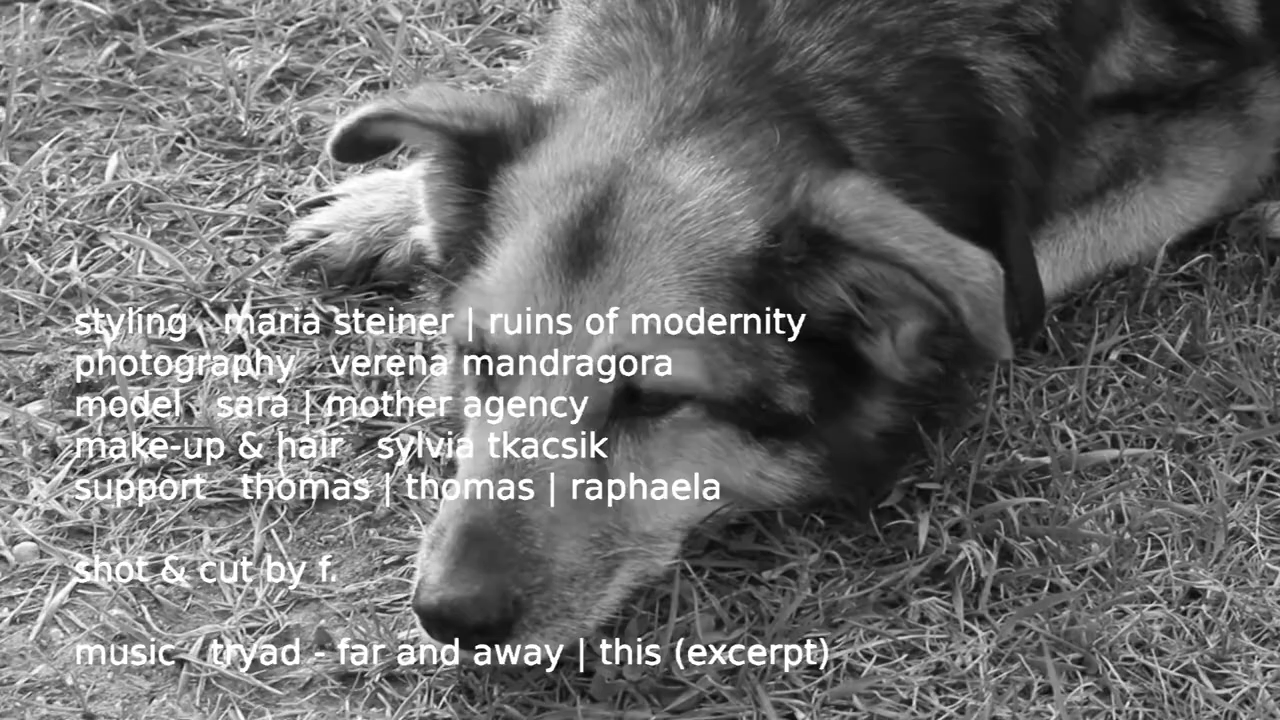 styling . maria steiner | ruins of modernity
photography . verena mandragora
model . sara | mother agency
make-up & hair . sylvia tkacsik
support . thomas | thomas | raphaela
shot & cut by f.
music . tryad - far and away | this (excerpt)